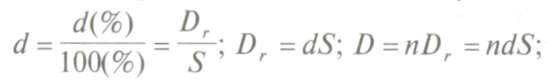 d = d(%) / 100(%) = D_r / S; D_r = dS; D = nD_r = ndS;